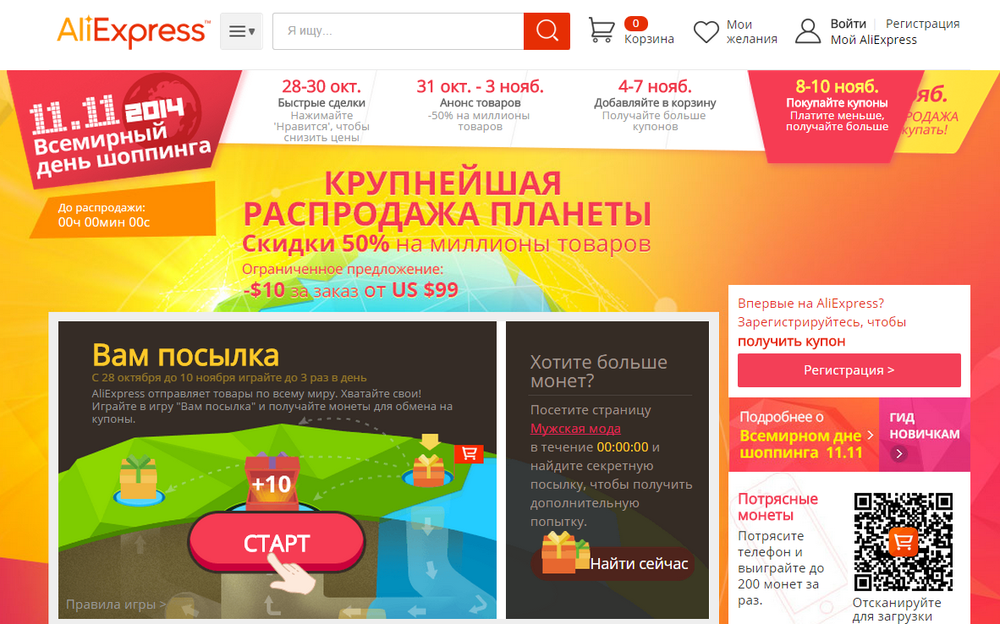 AliExpress™
Я ищу...
0
Корзина
Мои
желания
Войти
Регистрация
Мой AliExpress
11.11 2014
Всемирный
день шоппинга
До распродажи:
00ч 00мин 00с
28-30 окт.
Быстрые сделки
Нажимайте
'Нравится', чтобы
снизить цены
31 окт. - 3 нояб.
Анонс товаров
-50% на миллионы
товаров
4-7 нояб.
Добавляйте в корзину
Получайте больше
купонов
8-10 нояб.
Покупайте купоны
Платите меньше,
получайте больше
КРУПНЕЙШАЯ
РАСПРОДАЖА ПЛАНЕТЫ
Скидки 50% на миллионы товаров
Ограниченное предложение:
-$10 за заказ от US $99
Вам посылка
С 28 октября до 10 ноября играйте до 3 раз в день
AliExpress отправляет товары по всему миру. Хватайте свои!
Играйте в игру "Вам посылка" и получайте монеты для обмена на
купоны.
+10
СТАРТ
Правила игры >
Хотите больше
монет?
Посетите страницу
Мужская мода
в течение 00:00:00 и
найдите секретную
посылку, чтобы получить
дополнительную
попытку.
Найти сейчас
Впервые на AliExpress?
Зарегистрируйтесь, чтобы
получить купон
Регистрация >
Подробнее о
Всемирном дне
шоппинга 11.11
ГИД
НОВИЧКАМ
Потрясные
монеты
Потрясите
телефон и
выиграйте до
200 монет за
раз.
Отсканируйте
для загрузки